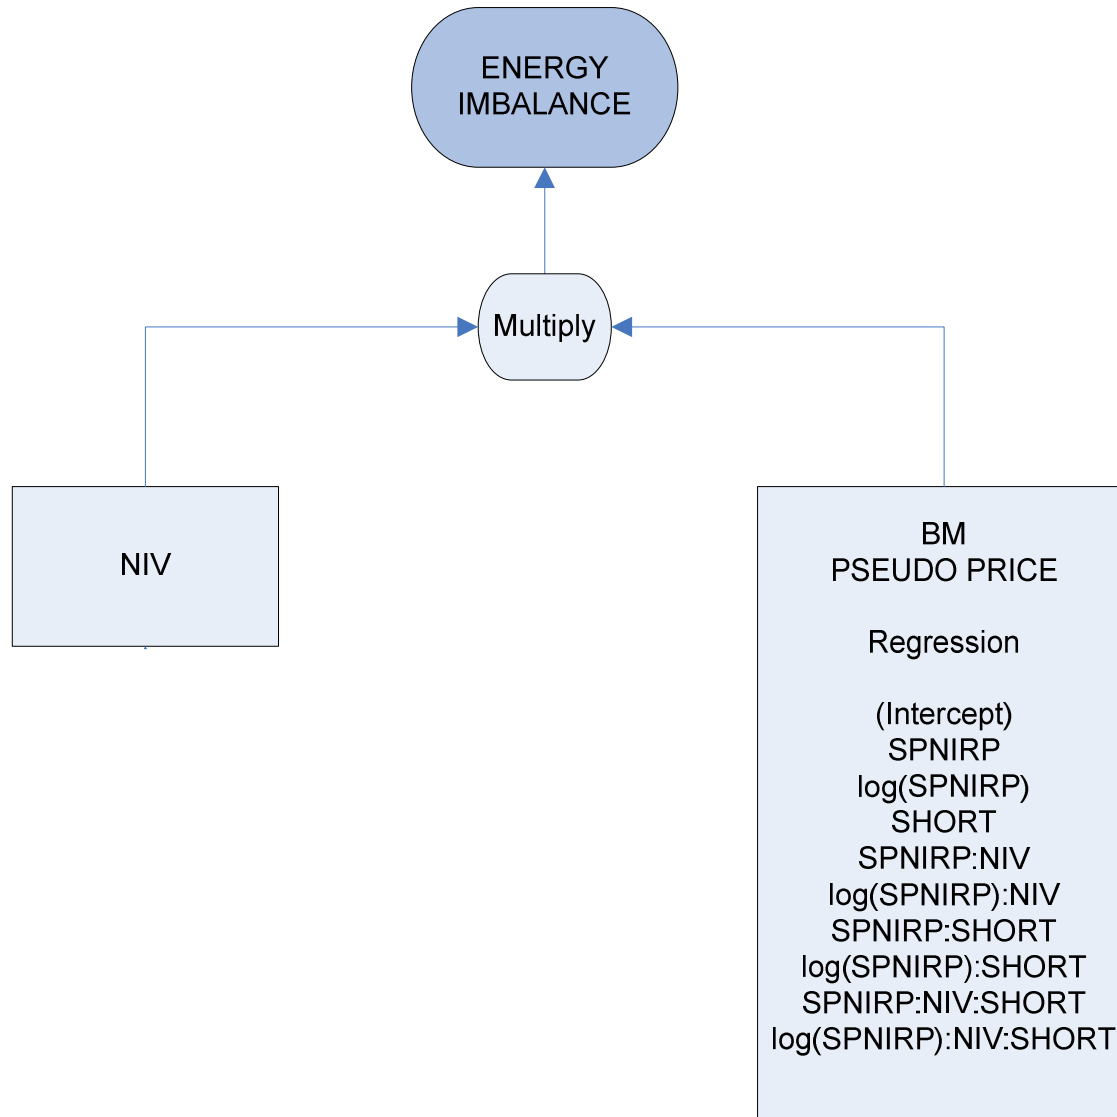 ENERGY
IMBALANCE
Multiply
NIV
BM
PSEUDO PRICE
Regression
(Intercept)
SPNIRP
log(SPNIRP)
SHORT
SPNIRP:NIV
log(SPNIRP):NIV
SPNIRP:SHORT
log(SPNIRP):SHORT
SPNIRP:NIV:SHORT
log(SPNIRP):NIV:SHORT